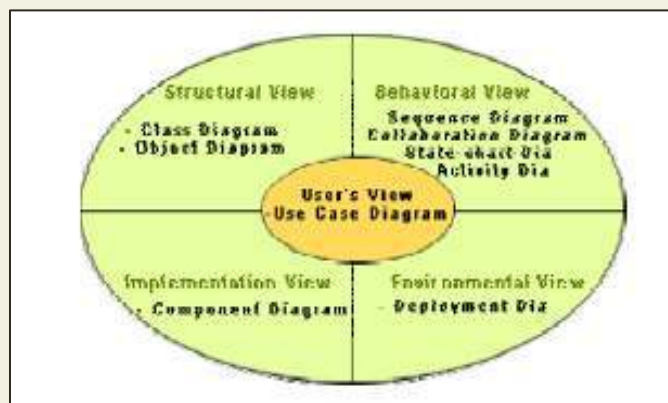 Structural View
- Class Diagram
- Object Diagram
Behavioral View
Sequence Diagram
Collaboration Diagram
State-chart Dia
Activity Dia
User's View
-Use Case Diagram
Implementation View
- Component Diagram
Environmental View
- Deployment Dia